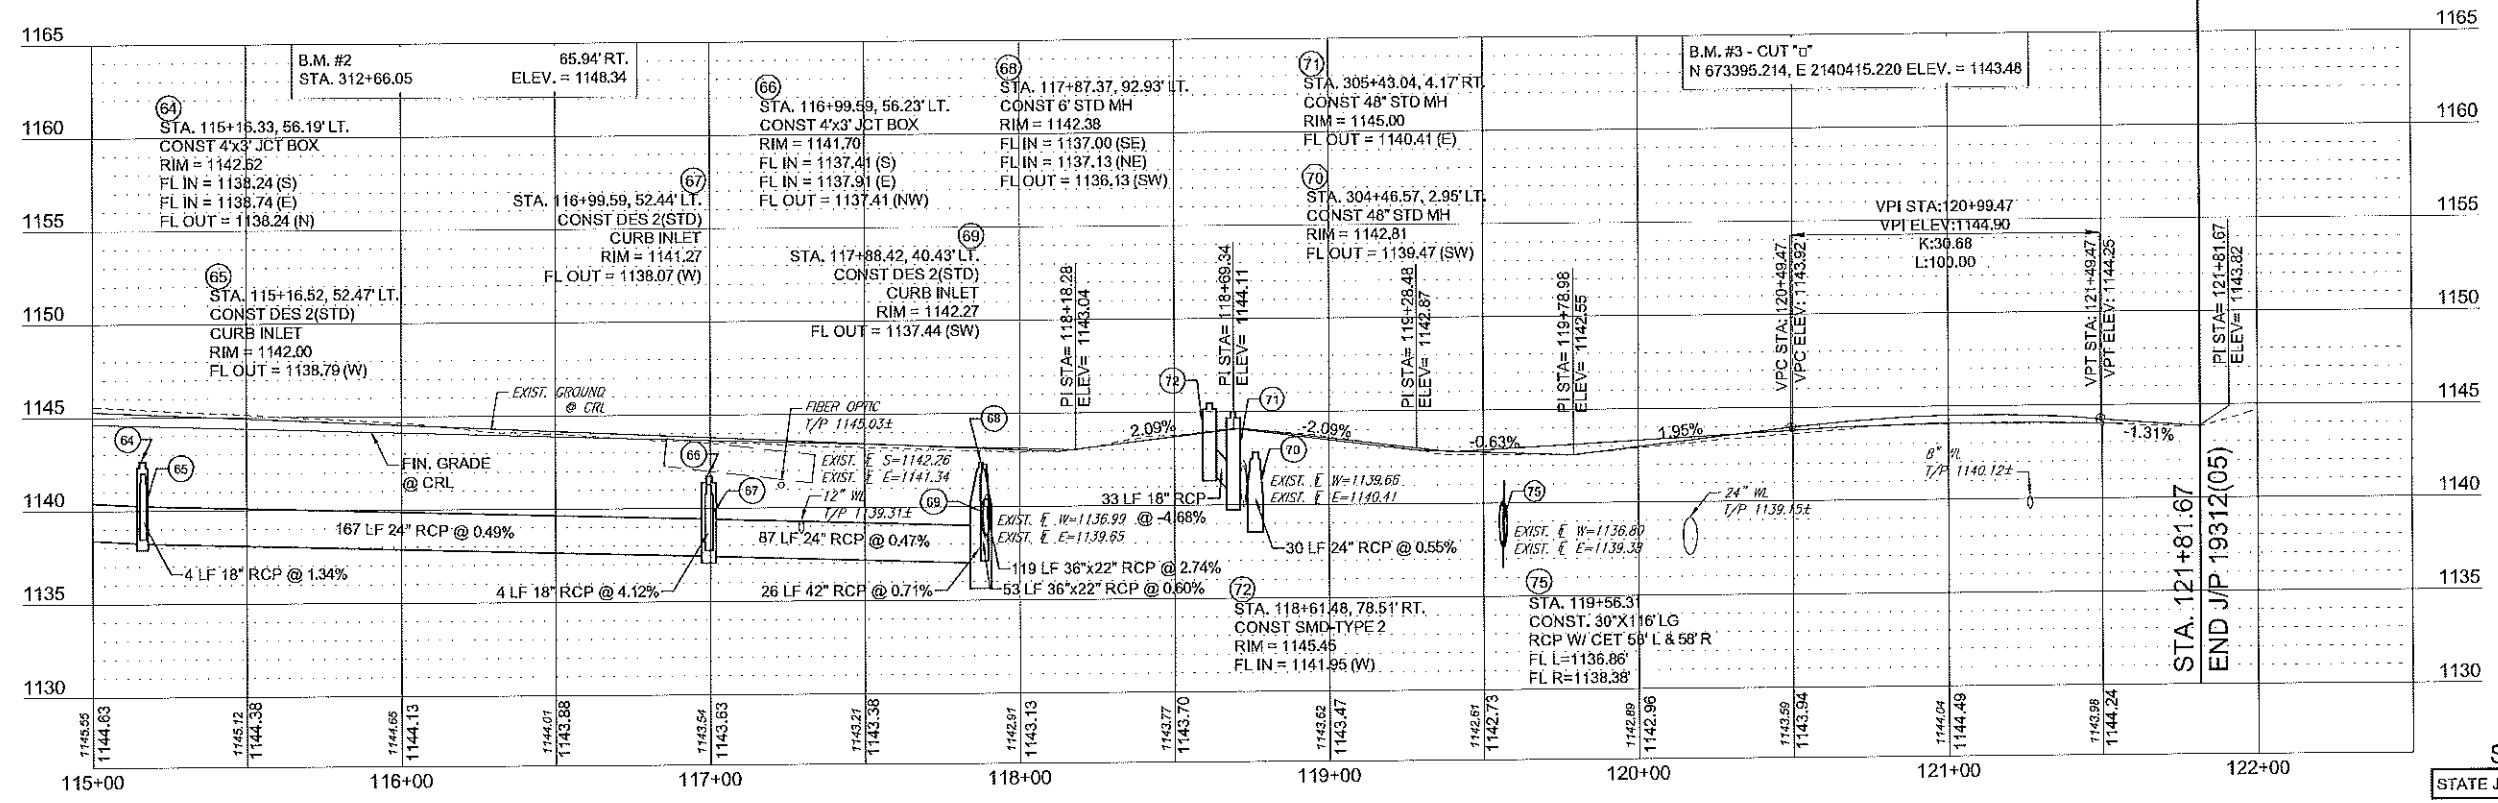 1165
1160
1155
1150
1145
1140
1135
1130
B.M. #2 65.94' RT.
STA. 312+66.05 ELEV. = 1148.34
64
STA. 115+16.33, 56.19' LT.
CONST 4'x3' JCT BOX
RIM = 1142.62
FL IN = 1138.24 (S)
FL IN = 1138.74 (E)
FL OUT = 1138.24 (N)
65
STA. 115+16.52, 52.47' LT.
CONST DES 2(STD)
CURB INLET
RIM = 1142.00
FL OUT = 1138.79 (W)
67
STA. 116+99.59, 52.44' LT.
CONST DES 2(STD)
CURB INLET
RIM = 1141.27
FL OUT = 1138.07 (W)
66
STA. 116+99.59, 56.23' LT.
CONST 4'x3' JCT BOX
RIM = 1141.70
FL IN = 1137.41 (S)
FL IN = 1137.91 (E)
FL OUT = 1137.41 (NW)
69
STA. 117+88.42, 40.43' LT.
CONST DES 2(STD)
CURB INLET
RIM = 1142.27
FL OUT = 1137.44 (SW)
68
STA. 117+87.37, 92.93' LT.
CONST 6' STD MH
RIM = 1142.38
FL IN = 1137.00 (SE)
FL IN = 1137.13 (NE)
FL OUT = 1136.13 (SW)
71
STA. 305+43.04, 4.17' RT.
CONST 48" STD MH
RIM = 1145.00
FL OUT = 1140.41 (E)
70
STA. 304+46.57, 2.95' LT.
CONST 48" STD MH
RIM = 1142.81
FL OUT = 1139.47 (SW)
B.M. #3 - CUT "□"
N 673395.214, E 2140415.220 ELEV. = 1143.48
VPI STA:120+99.47
VPI ELEV:1144.90
K:30.68
L:100.00
PI STA= 118+18.28
ELEV= 1143.04
PI STA= 118+69.34
ELEV= 1144.11
PI STA= 119+28.48
ELEV= 1142.87
PI STA= 119+78.98
ELEV= 1142.55
VPC STA: 120+49.47
VPC ELEV: 1143.92
VPT STA: 121+49.47
VPT ELEV: 1144.25
PI STA= 121+81.67
ELEV= 1143.82
EXIST. GROUND
@ CRL
FIN. GRADE
@ CRL
FIBER OPTIC
T/P 1145.03±
EXIST. ℄ S=1142.26
EXIST. ℄ E=1141.34
12" WL
T/P 1139.31±
64
65
66
67
68
69
72
71
70
75
2.09%
-2.09%
-0.63%
1.95%
-1.31%
167 LF 24" RCP @ 0.49%
4 LF 18" RCP @ 1.34%
87 LF 24" RCP @ 0.47%
4 LF 18" RCP @ 4.12%
26 LF 42" RCP @ 0.71%
EXIST. ℄ W=1136.99
EXIST. ℄ E=1139.65
33 LF 18" RCP
@ -4.68%
119 LF 36"x22" RCP @ 2.74%
53 LF 36"x22" RCP @ 0.60%
EXIST. ℄ W=1139.66
EXIST. ℄ E=1140.41
30 LF 24" RCP @ 0.55%
EXIST. ℄ W=1136.80
EXIST. ℄ E=1139.39
24" WL
T/P 1139.15±
8" WL
T/P 1140.12±
72
STA. 118+61.48, 78.51' RT.
CONST SMD-TYPE 2
RIM = 1145.45
FL IN = 1141.95 (W)
75
STA. 119+56.31
CONST. 30"X116' LG
RCP W/ CET 58' L & 58' R
FL L=1136.86'
FL R=1138.38'
STA. 121+81.67
END J/P 19312(05)
1165
1160
1155
1150
1145
1140
1135
1130
1145.55
1144.63
1145.12
1144.38
1144.65
1144.13
1144.01
1143.88
1143.54
1143.63
1143.21
1143.38
1142.91
1143.13
1143.77
1143.70
1143.62
1143.47
1142.61
1142.73
1142.89
1142.96
1143.59
1143.94
1144.04
1144.49
1143.98
1144.24
115+00
116+00
117+00
118+00
119+00
120+00
121+00
122+00
STATE J